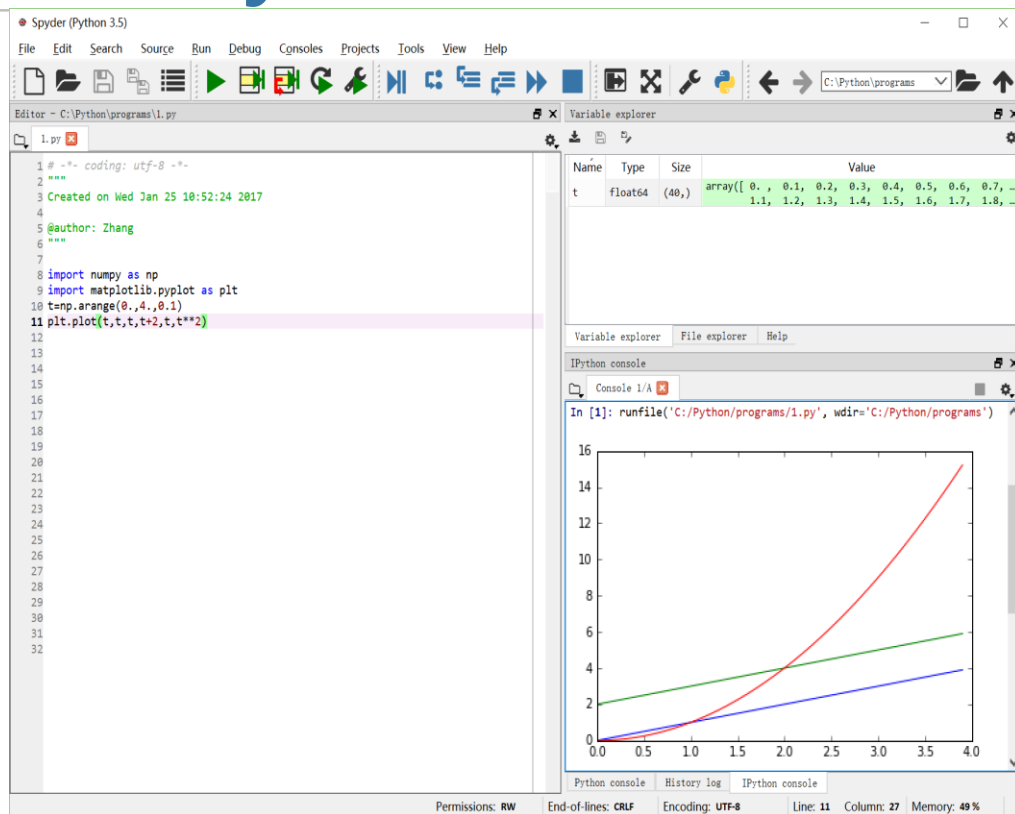 Spyder (Python 3.5)
File Edit Search Source Run Debug Consoles Projects Tools View Help
C:\Python\programs
Editor - C:\Python\programs\1.py
1.py
1 # -*- coding: utf-8 -*-
2 """
3 Created on Wed Jan 25 10:52:24 2017
4
5 @author: Zhang
6 """
7
8 import numpy as np
9 import matplotlib.pyplot as plt
10 t=np.arange(0.,4.,0.1)
11 plt.plot(t,t,t,t+2,t,t**2)
12
13
14
15
16
17
18
19
20
21
22
23
24
25
26
27
28
29
30
31
32
Variable explorer
Name Type Size Value
t float64 (40,) array([ 0. , 0.1, 0.2, 0.3, 0.4, 0.5, 0.6, 0.7, …
1.1, 1.2, 1.3, 1.4, 1.5, 1.6, 1.7, 1.8, …
Variable explorer File explorer Help
IPython console
Console 1/A
In [1]: runfile('C:/Python/programs/1.py', wdir='C:/Python/programs')
16
14
12
10
8
6
4
2
0
0.0 0.5 1.0 1.5 2.0 2.5 3.0 3.5 4.0
Python console History log IPython console
Permissions: RW End-of-lines: CRLF Encoding: UTF-8 Line: 11 Column: 27 Memory: 49 %